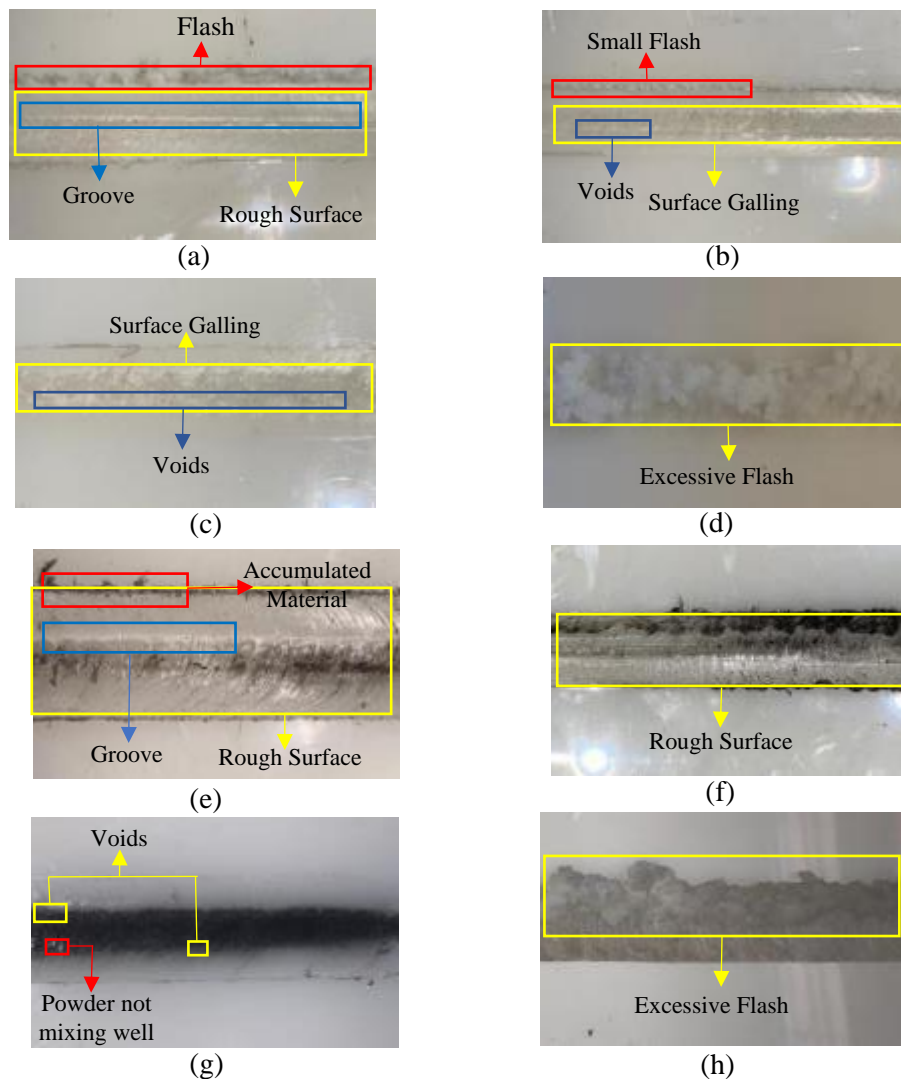 Flash
Groove
Rough Surface
(a)
Small Flash
Voids
Surface Galling
(b)
Surface Galling
Voids
(c)
Excessive Flash
(d)
Accumulated
Material
Groove
Rough Surface
(e)
Rough Surface
(f)
Voids
Powder not
mixing well
(g)
Excessive Flash
(h)